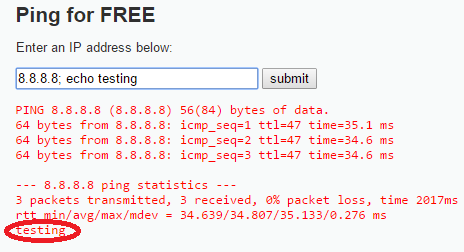 Ping for FREE
Enter an IP address below:
8.8.8.8; echo testing submit
PING 8.8.8.8 (8.8.8.8) 56(84) bytes of data.
64 bytes from 8.8.8.8: icmp_seq=1 ttl=47 time=35.1 ms
64 bytes from 8.8.8.8: icmp_seq=2 ttl=47 time=34.6 ms
64 bytes from 8.8.8.8: icmp_seq=3 ttl=47 time=34.6 ms
--- 8.8.8.8 ping statistics ---
3 packets transmitted, 3 received, 0% packet loss, time 2017ms
rtt min/avg/max/mdev = 34.639/34.807/35.133/0.276 ms
testing